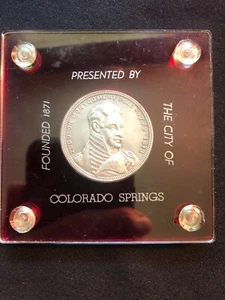 PRESENTED BY
THE CITY OF
COLORADO SPRINGS
FOUNDED 1871